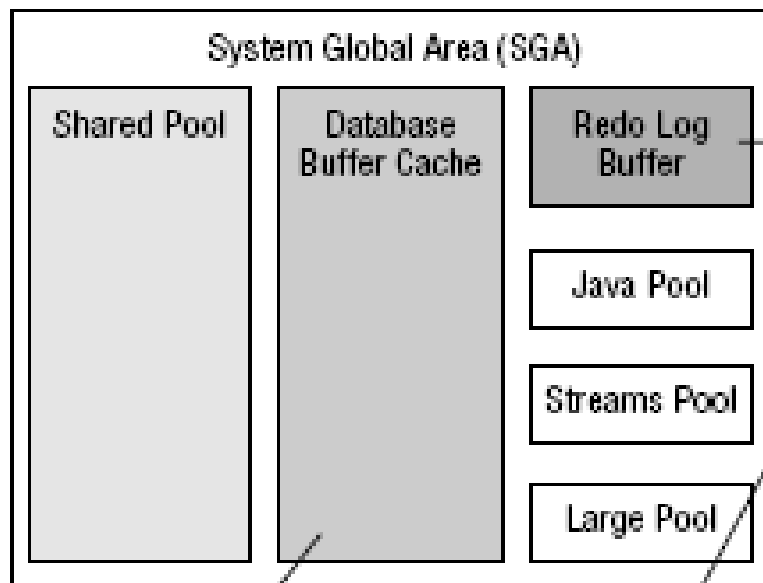 System Global Area (SGA)
Shared Pool
Database
Buffer Cache
Redo Log
Buffer
Java Pool
Streams Pool
Large Pool